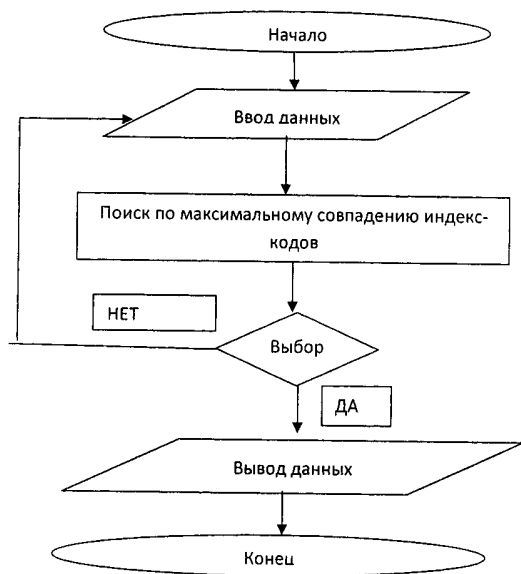 Начало
Ввод данных
Поиск по максимальному совпадению индекс-
кодов
НЕТ
Выбор
ДА
Вывод данных
Конец